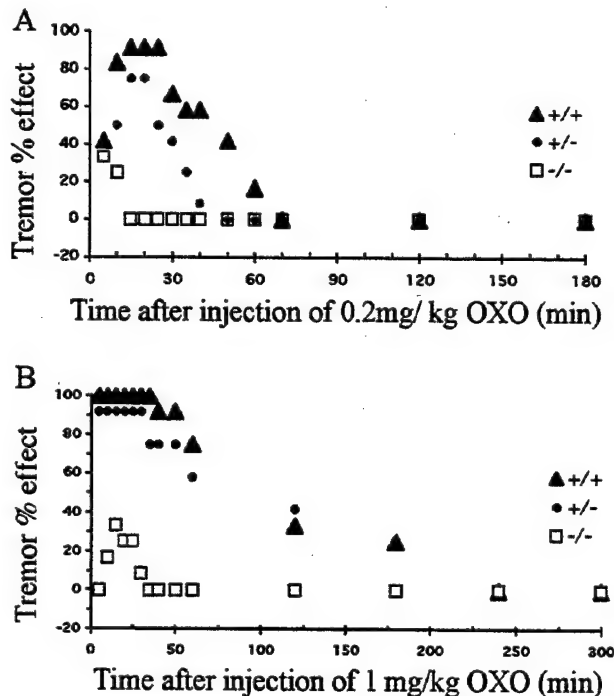 A
Tremor % effect
100
80
60
40
20
0
-20
+/+
+/-
-/-
0 30 60 90 120 150 180
Time after injection of 0.2mg/ kg OXO (min)
B
Tremor % effect
100
80
60
40
20
0
-20
+/+
+/-
-/-
0 50 100 150 200 250 300
Time after injection of 1 mg/kg OXO (min)